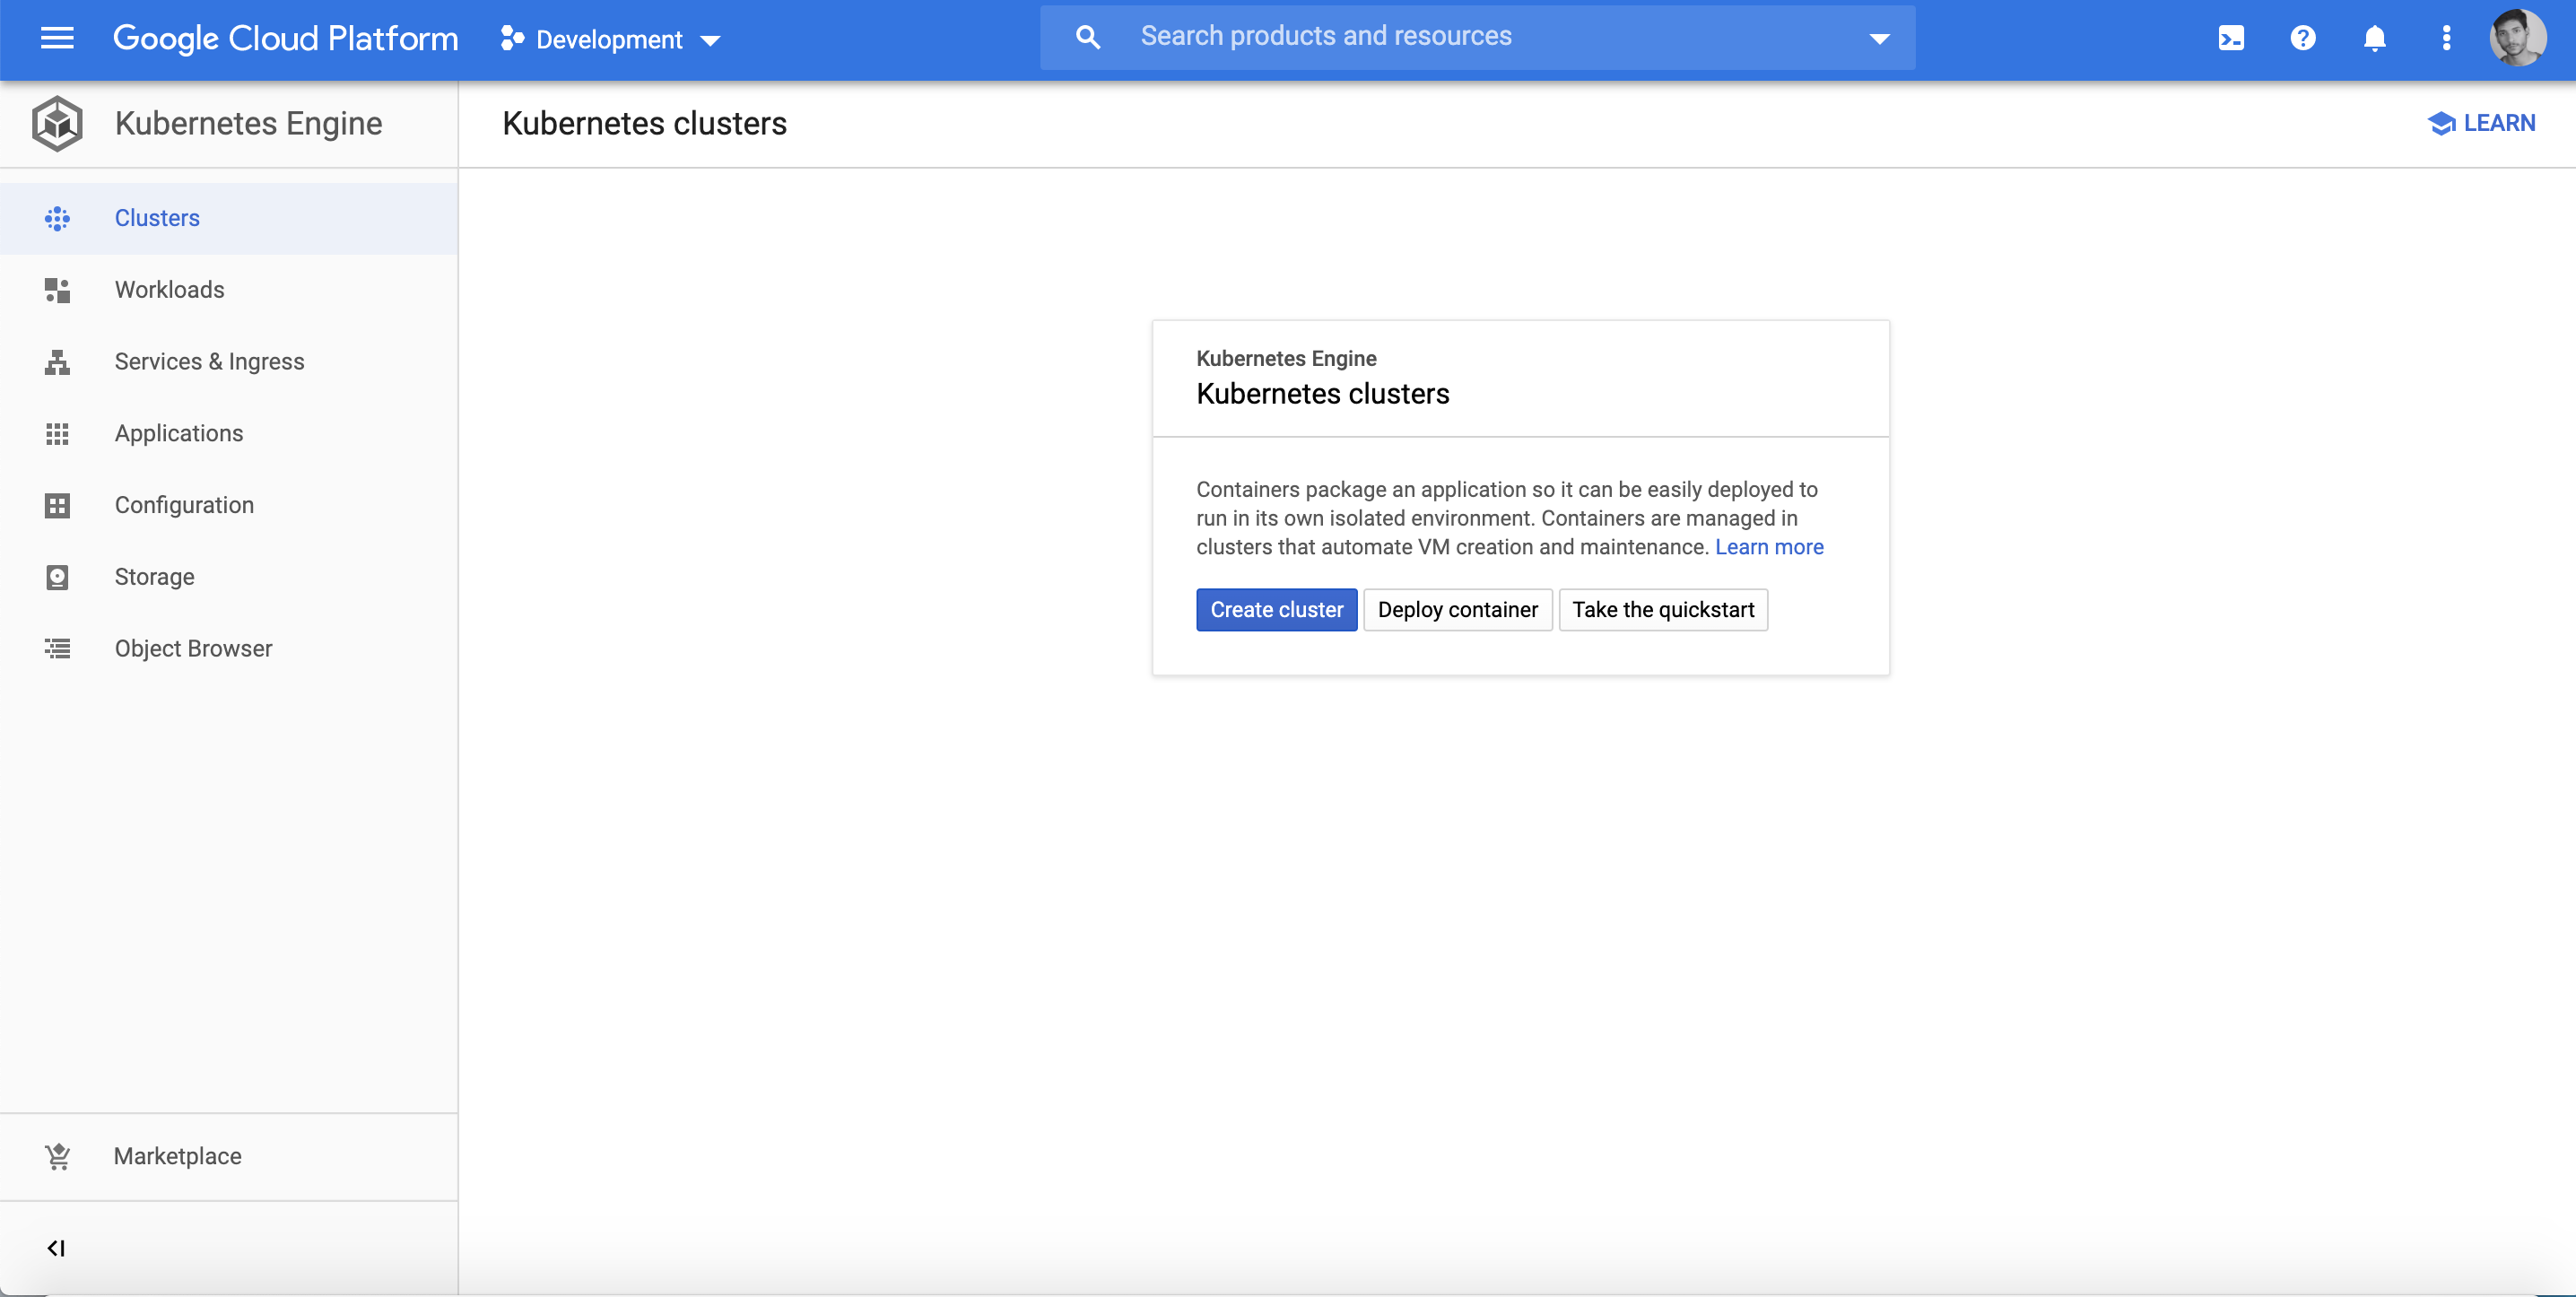 Google Cloud Platform
Development
Search products and resources
Kubernetes Engine
Kubernetes clusters
LEARN
Clusters
Workloads
Services & Ingress
Applications
Configuration
Storage
Object Browser
Marketplace
Kubernetes Engine
Kubernetes clusters
Containers package an application so it can be easily deployed to
run in its own isolated environment. Containers are managed in
clusters that automate VM creation and maintenance. Learn more
Create cluster
Deploy container
Take the quickstart